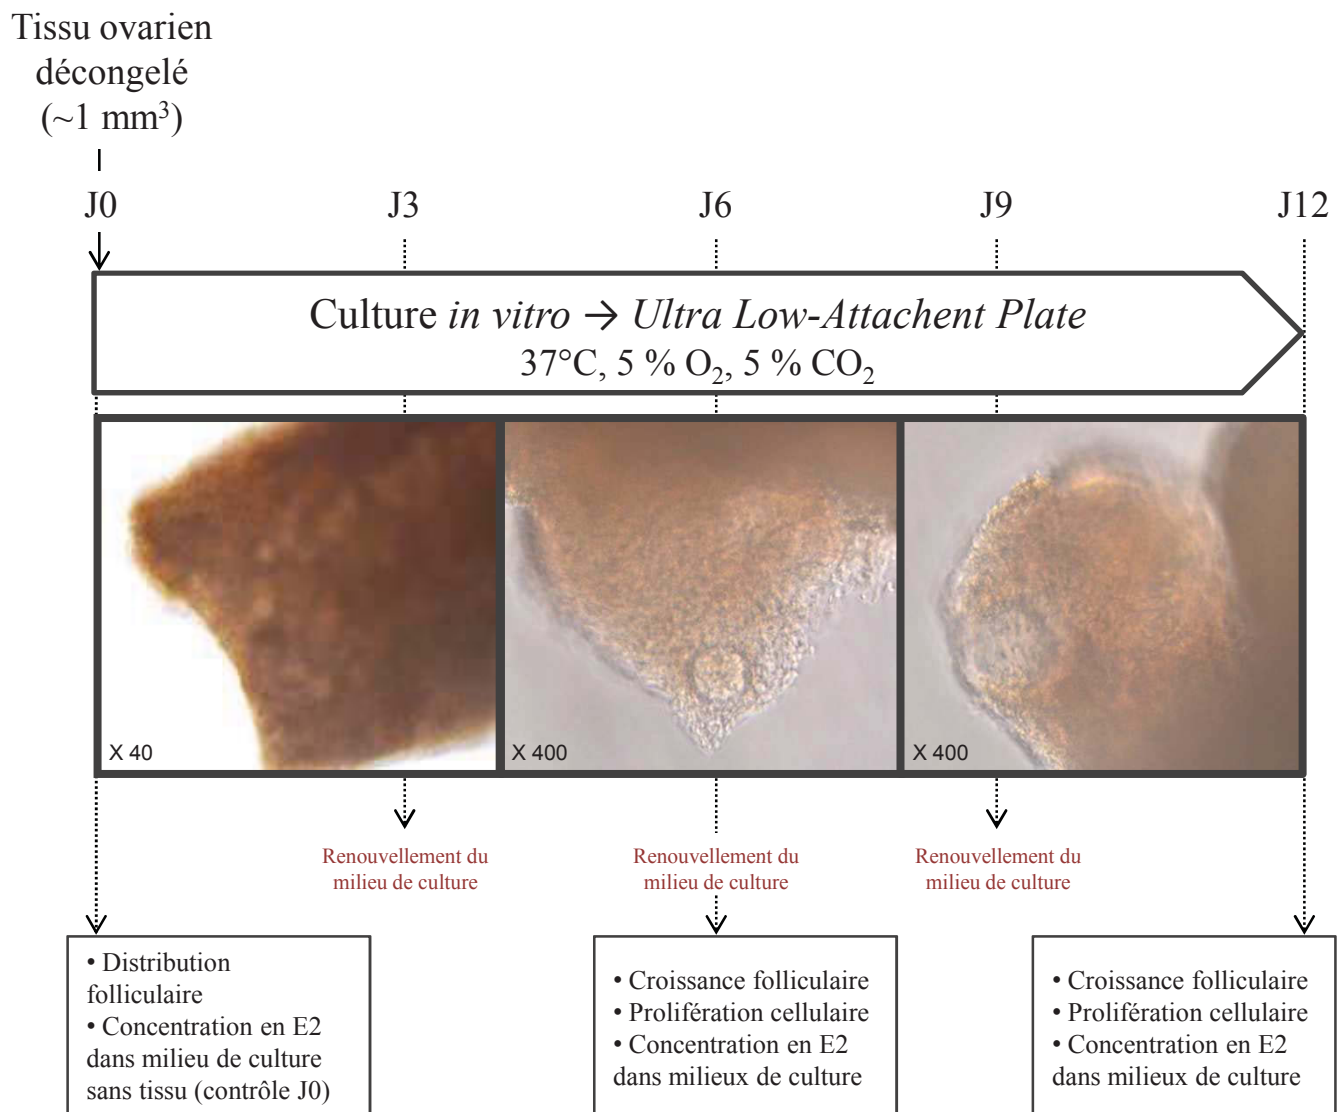 Tissu ovarien
décongelé
(~1 mm³)
J0
J3
J6
J9
J12
Culture in vitro → Ultra Low-Attachent Plate
37°C, 5 % O₂, 5 % CO₂
X 40
X 400
X 400
Renouvellement du
milieu de culture
Renouvellement du
milieu de culture
Renouvellement du
milieu de culture
• Distribution
folliculaire
• Concentration en E2
dans milieu de culture
sans tissu (contrôle J0)
• Croissance folliculaire
• Prolifération cellulaire
• Concentration en E2
dans milieux de culture
• Croissance folliculaire
• Prolifération cellulaire
• Concentration en E2
dans milieux de culture